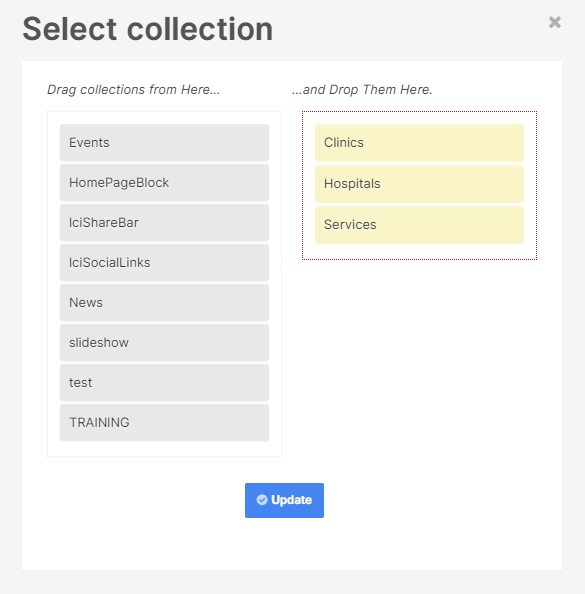 Select collection
Drag collections from Here...
...and Drop Them Here.
Events
HomePageBlock
IciShareBar
IciSocialLinks
News
slideshow
test
TRAINING
Clinics
Hospitals
Services
Update